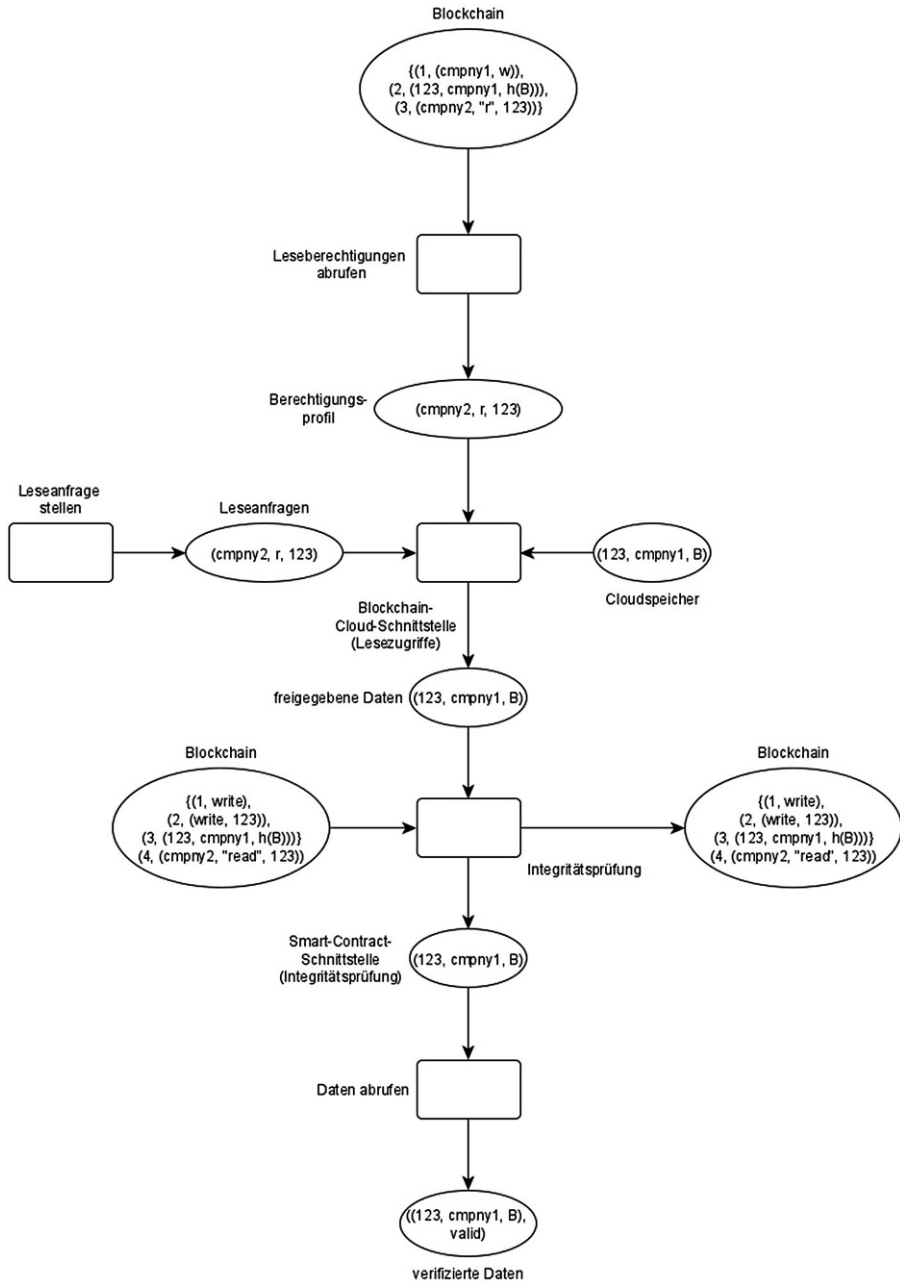 Blockchain
{(1, (cmpny1, w)),
(2, (123, cmpny1, h(B))),
(3, (cmpny2, "r", 123))}
Leseberechtigungen
abrufen
Berechtigungs-
profil
(cmpny2, r, 123)
Leseanfrage
stellen
Leseanfragen
(cmpny2, r, 123)
(123, cmpny1, B)
Cloudspeicher
Blockchain-
Cloud-Schnittstelle
(Lesezugriffe)
freigegebene Daten
(123, cmpny1, B)
Blockchain
{(1, write),
(2, (write, 123)),
(3, (123, cmpny1, h(B)))}
(4, (cmpny2, "read", 123))
Blockchain
{(1, write),
(2, (write, 123)),
(3, (123, cmpny1, h(B)))}
(4, (cmpny2, "read", 123))
Integritätsprüfung
Smart-Contract-
Schnittstelle
(Integritätsprüfung)
(123, cmpny1, B)
Daten abrufen
((123, cmpny1, B),
valid)
verifizierte Daten